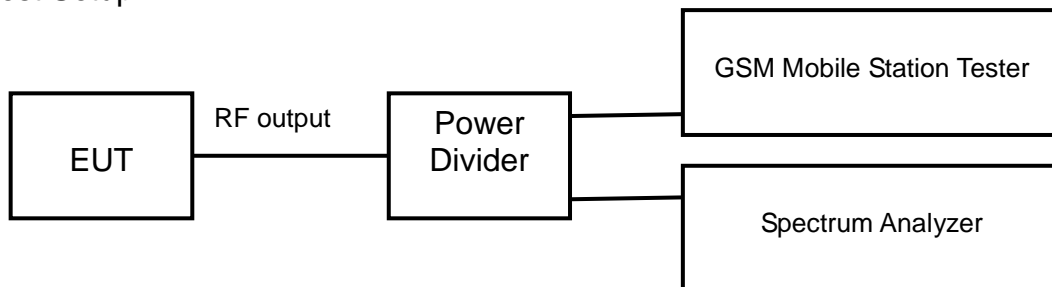 GSM Mobile Station Tester
RF output
Power
Divider
EUT
Spectrum Analyzer